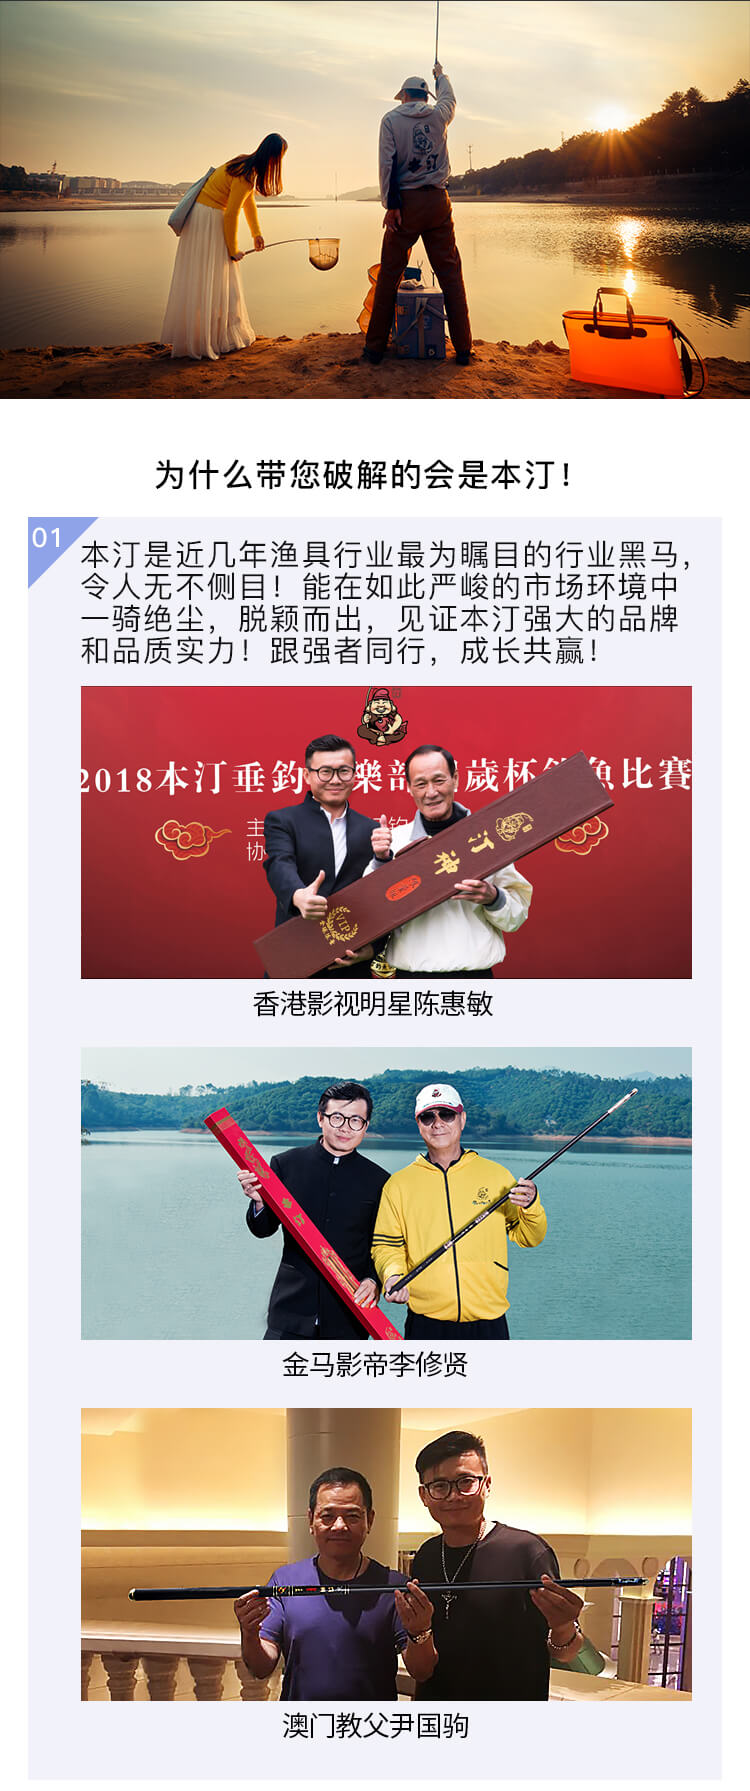 本汀
为什么带您破解的会是本汀！
01
本汀是近几年渔具行业最为瞩目的行业黑马，
令人无不侧目！能在如此严峻的市场环境中
一骑绝尘，脱颖而出，见证本汀强大的品牌
和品质实力！跟强者同行，成长共赢！
2018本汀垂釣 樂部 歲杯 魚比賽
主
协
汀神
VIP
香港影视明星陈惠敏
本汀
金马影帝李修贤
澳门教父尹国驹